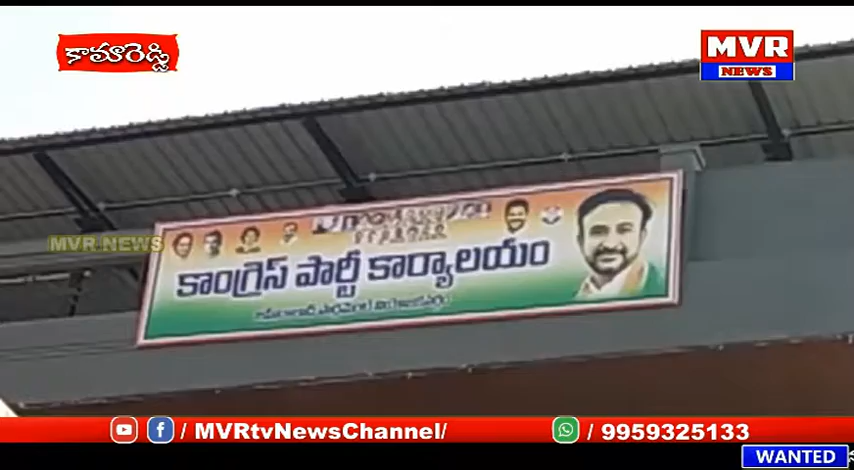 కామారెడ్డి
MVR
NEWS
MVR NEWS
కాంగ్రెస్ పార్టీ కార్యాలయం
/ MVRtvNewsChannel/
/ 9959325133
WANTED